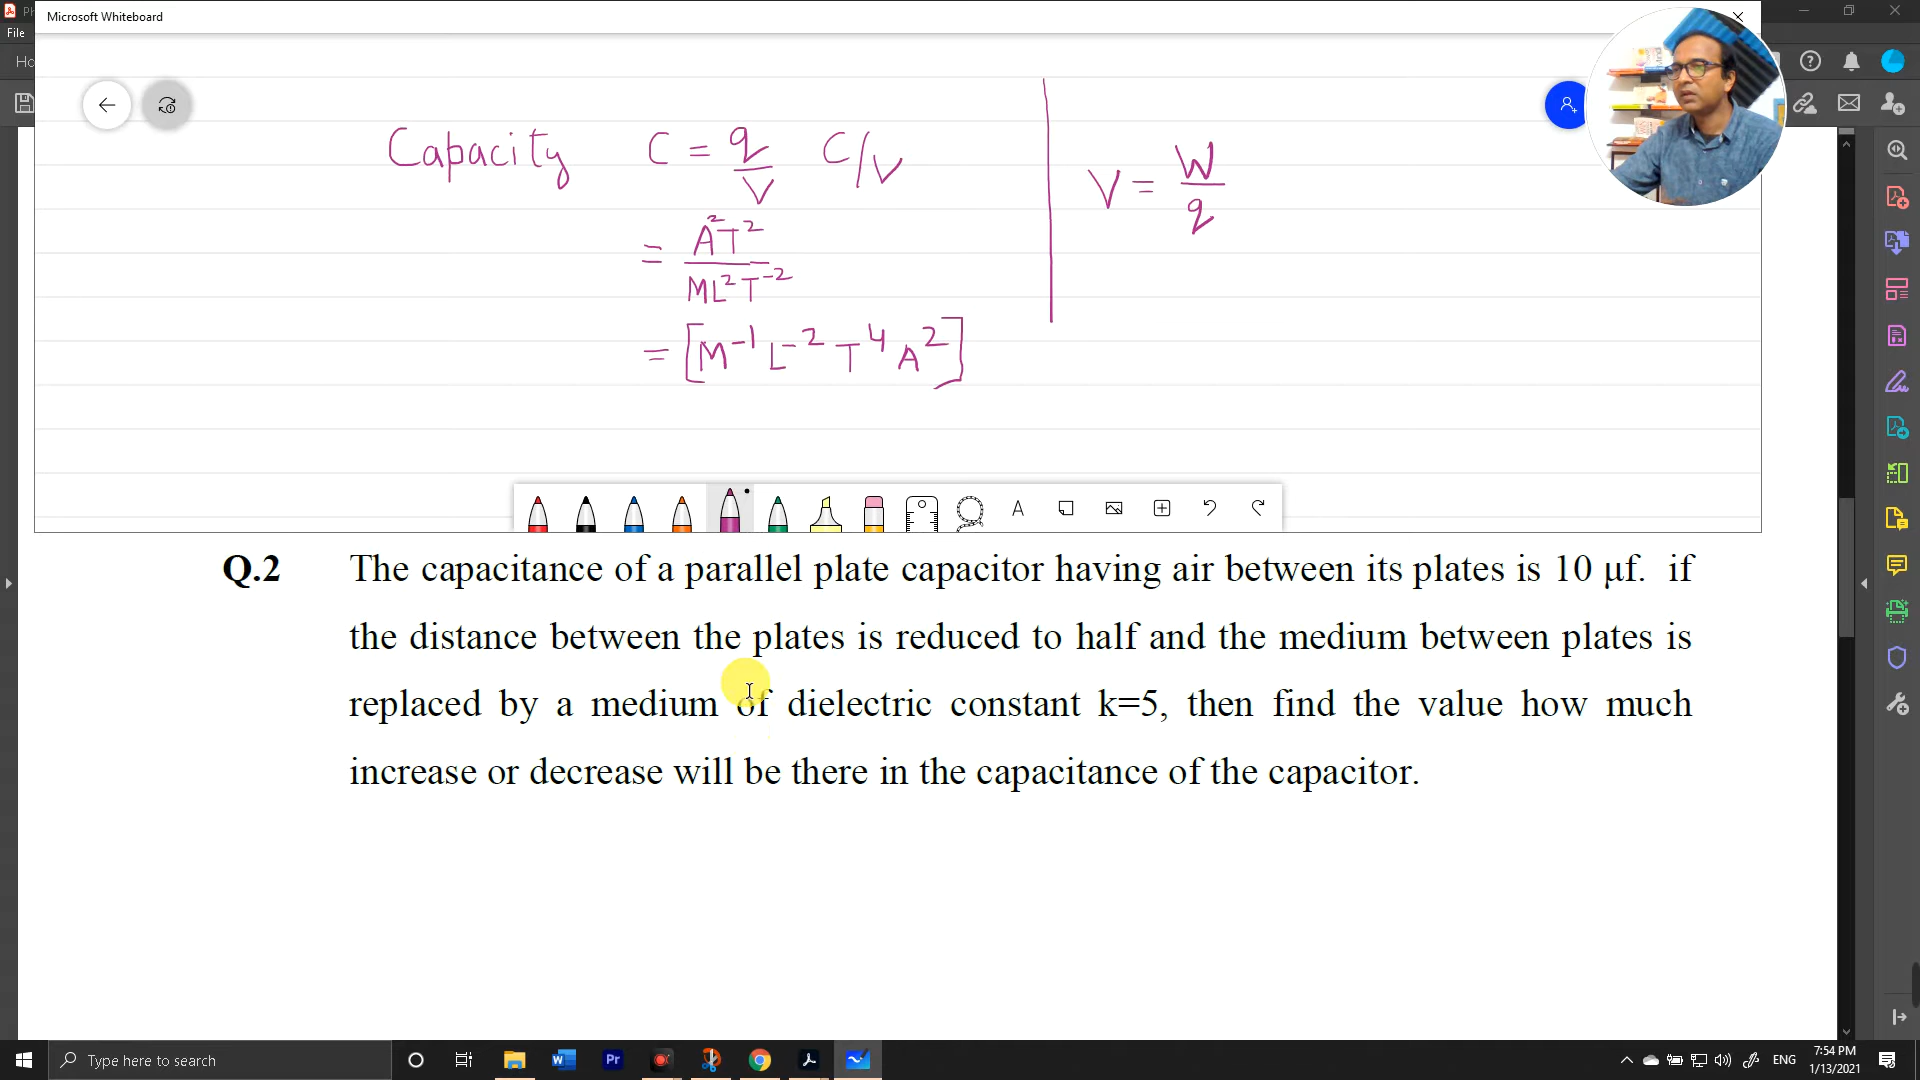 Microsoft Whiteboard
File
Ho
Capacity C = q/V C/V
= A²T²/ML²T⁻²
= [M⁻¹ L⁻² T⁴ A²]
V = W/q
A
Q.2 The capacitance of a parallel plate capacitor having air between its plates is 10 μf. if
the distance between the plates is reduced to half and the medium between plates is
replaced by a medium of dielectric constant k=5, then find the value how much
increase or decrease will be there in the capacitance of the capacitor.
Type here to search
Pr
ENG
7:54 PM
1/13/2021